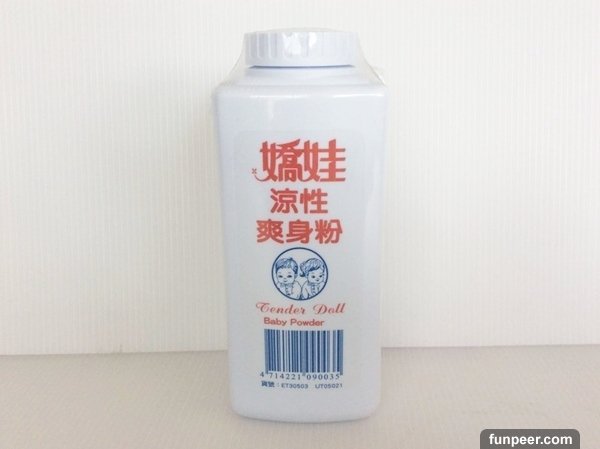 嬌娃
涼性
爽身粉
Tender Doll
Baby Powder
4 714221 090035
貨號：ET30503 UT05021
funpeer.com